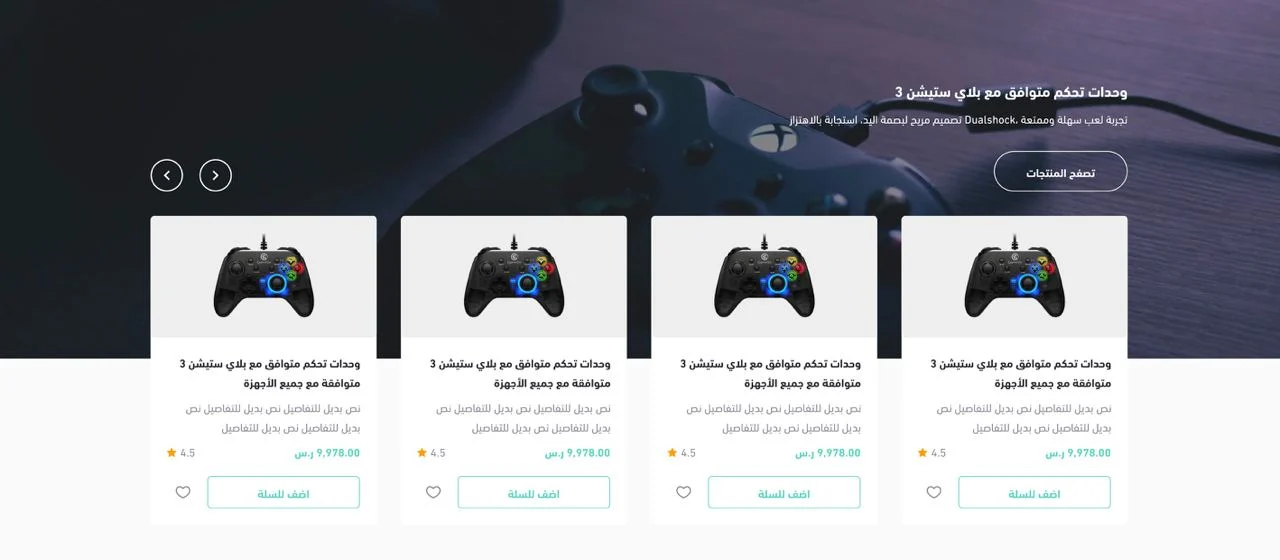 وحدات تحكم متوافق مع بلاي ستيشن 3
تجربة لعب سهلة وممتعة .Dualshock تصميم مريح لبصمة اليد. استجابة بالاهتزاز
تصفح المنتجات
وحدات تحكم متوافق مع بلاي ستيشن 3
متوافقة مع جميع الأجهزة
نص بديل للتفاصيل نص بديل للتفاصيل نص
بديل للتفاصيل نص بديل للتفاصيل
9,978.00 ر.س
4.5
اضف للسلة
وحدات تحكم متوافق مع بلاي ستيشن 3
متوافقة مع جميع الأجهزة
نص بديل للتفاصيل نص بديل للتفاصيل نص
بديل للتفاصيل نص بديل للتفاصيل
9,978.00 ر.س
4.5
اضف للسلة
وحدات تحكم متوافق مع بلاي ستيشن 3
متوافقة مع جميع الأجهزة
نص بديل للتفاصيل نص بديل للتفاصيل نص
بديل للتفاصيل نص بديل للتفاصيل
9,978.00 ر.س
4.5
اضف للسلة
وحدات تحكم متوافق مع بلاي ستيشن 3
متوافقة مع جميع الأجهزة
نص بديل للتفاصيل نص بديل للتفاصيل نص
بديل للتفاصيل نص بديل للتفاصيل
9,978.00 ر.س
4.5
اضف للسلة